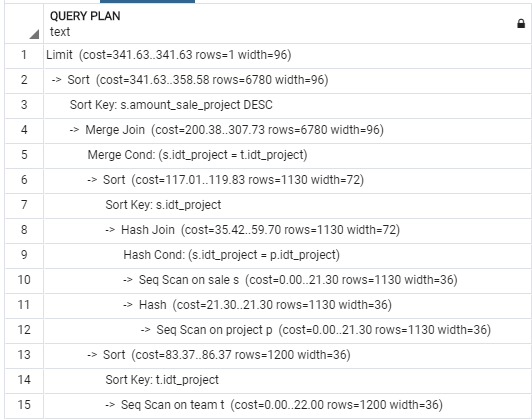 QUERY PLAN
text
1 Limit (cost=341.63..341.63 rows=1 width=96)
2 -> Sort (cost=341.63..358.58 rows=6780 width=96)
3 Sort Key: s.amount_sale_project DESC
4 -> Merge Join (cost=200.38..307.73 rows=6780 width=96)
5 Merge Cond: (s.idt_project = t.idt_project)
6 -> Sort (cost=117.01..119.83 rows=1130 width=72)
7 Sort Key: s.idt_project
8 -> Hash Join (cost=35.42..59.70 rows=1130 width=72)
9 Hash Cond: (s.idt_project = p.idt_project)
10 -> Seq Scan on sale s (cost=0.00..21.30 rows=1130 width=36)
11 -> Hash (cost=21.30..21.30 rows=1130 width=36)
12 -> Seq Scan on project p (cost=0.00..21.30 rows=1130 width=36)
13 -> Sort (cost=83.37..86.37 rows=1200 width=36)
14 Sort Key: t.idt_project
15 -> Seq Scan on team t (cost=0.00..22.00 rows=1200 width=36)